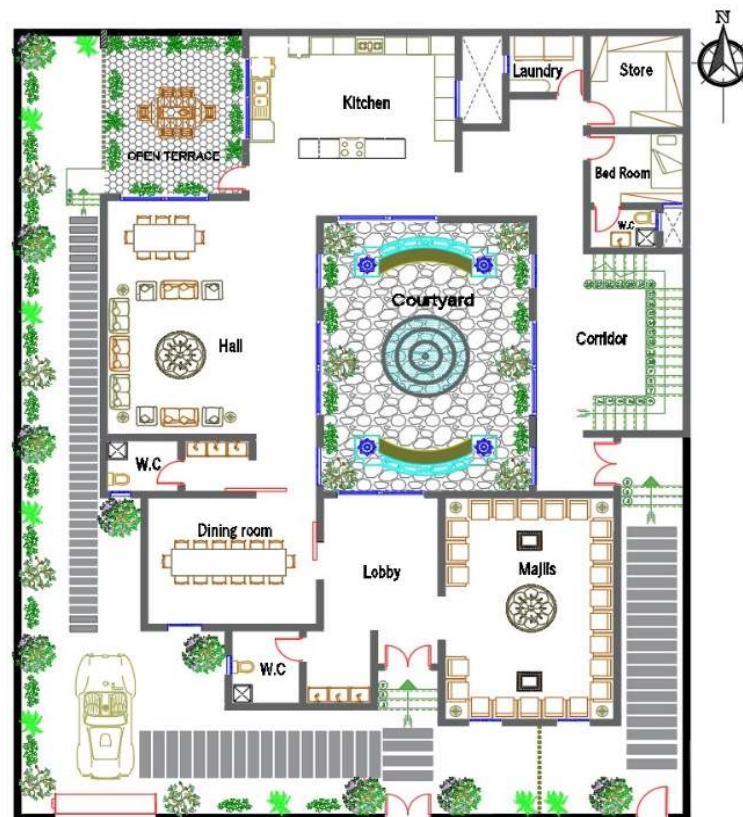 N
Laundry
Store
Kitchen
OPEN TERRACE
Bed Room
W.C
Courtyard
Hall
Corridor
W.C
Dining room
Lobby
Majlis
W.C